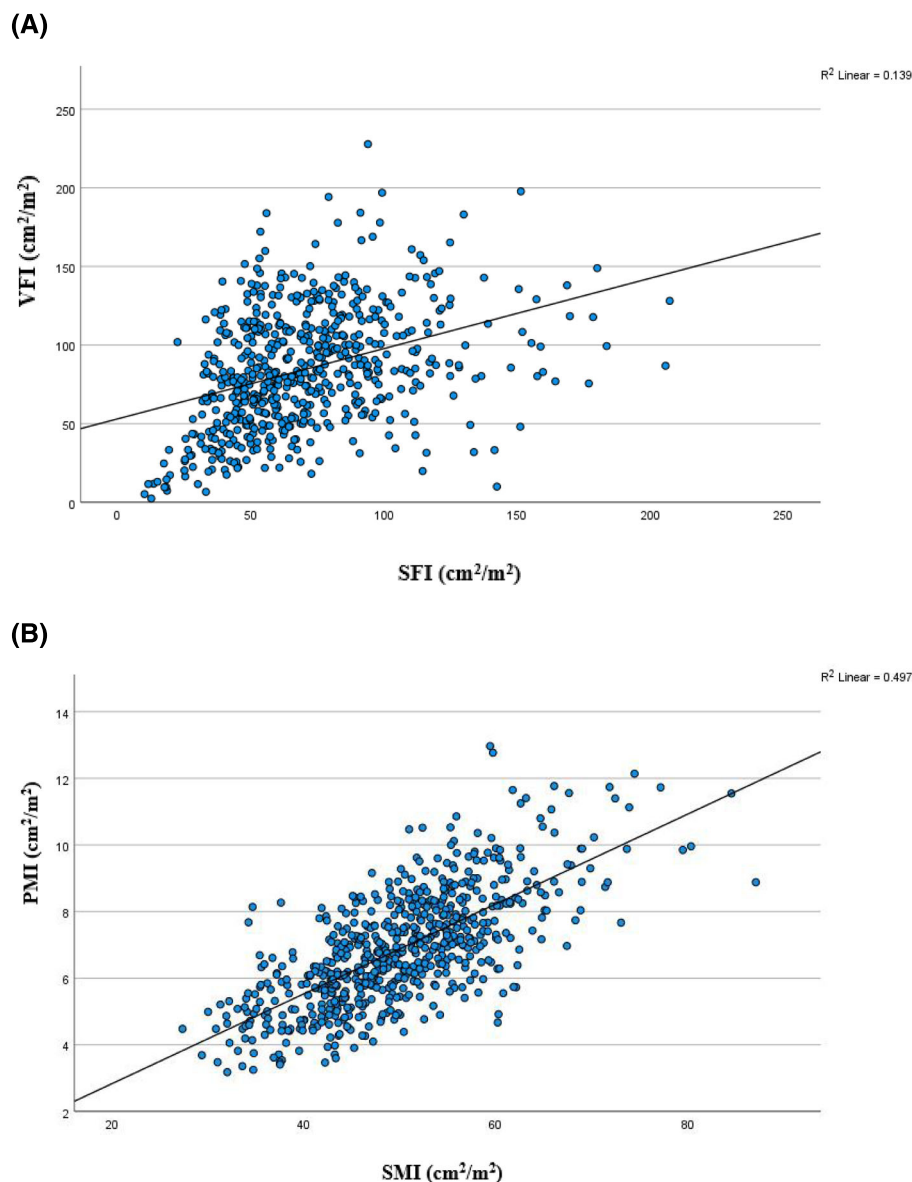 (A)
R² Linear = 0.139
VFI (cm²/m²)
250
200
150
100
50
0
0 50 100 150 200 250
SFI (cm²/m²)
(B)
R² Linear = 0.497
PMI (cm²/m²)
14
12
10
8
6
4
2
20 40 60 80
SMI (cm²/m²)